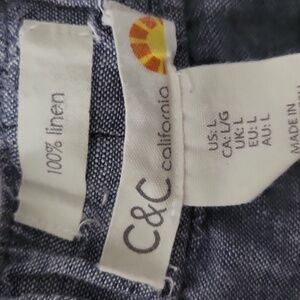 100% linen
C&C california
US: L
CA: L/G
UK: L
EU: L
AU: L
MADE IN